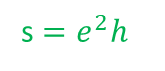 s = e²h